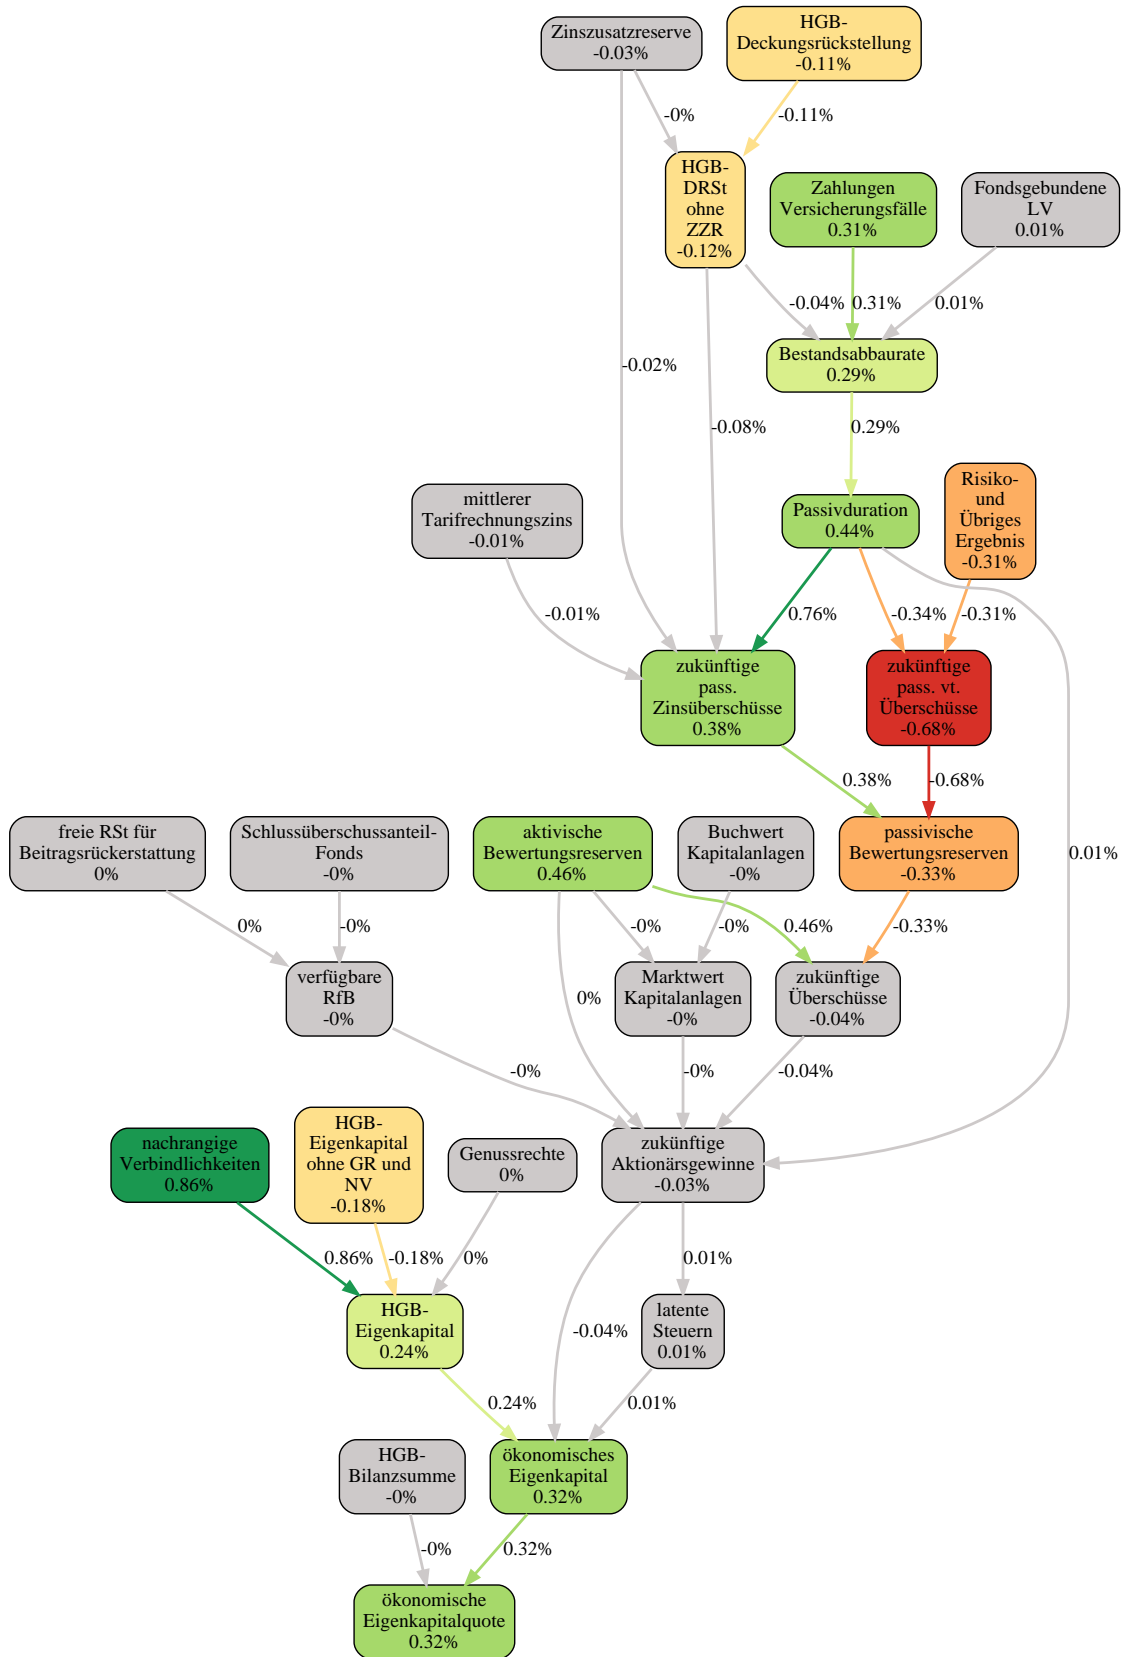 Zinszusatzreserve
-0.03%
HGB-
Deckungsrückstellung
-0.11%
-0%
-0.11%
HGB-
DRSt
ohne
ZZR
-0.12%
Zahlungen
Versicherungsfälle
0.31%
Fondsgebundene
LV
0.01%
-0.04%
0.31%
0.01%
Bestandsabbaurate
0.29%
-0.02%
-0.08%
0.29%
mittlerer
Tarifrechnungszins
-0.01%
Passivduration
0.44%
Risiko-
und
Übriges
Ergebnis
-0.31%
-0.01%
0.76%
-0.34%
-0.31%
zukünftige
pass.
Zinsüberschüsse
0.38%
zukünftige
pass. vt.
Überschüsse
-0.68%
0.38%
-0.68%
freie RSt für
Beitragsrückerstattung
0%
Schlussüberschussanteil-
Fonds
-0%
aktivische
Bewertungsreserven
0.46%
Buchwert
Kapitalanlagen
-0%
passivische
Bewertungsreserven
-0.33%
0.01%
0%
-0%
-0%
-0%
0.46%
-0.33%
verfügbare
RfB
-0%
0%
Marktwert
Kapitalanlagen
-0%
zukünftige
Überschüsse
-0.04%
-0%
-0%
-0.04%
nachrangige
Verbindlichkeiten
0.86%
HGB-
Eigenkapital
ohne GR und
NV
-0.18%
Genussrechte
0%
zukünftige
Aktionärsgewinne
-0.03%
0.86%
-0.18%
0%
0.01%
HGB-
Eigenkapital
0.24%
-0.04%
latente
Steuern
0.01%
0.24%
0.01%
HGB-
Bilanzsumme
-0%
ökonomisches
Eigenkapital
0.32%
-0%
0.32%
ökonomische
Eigenkapitalquote
0.32%